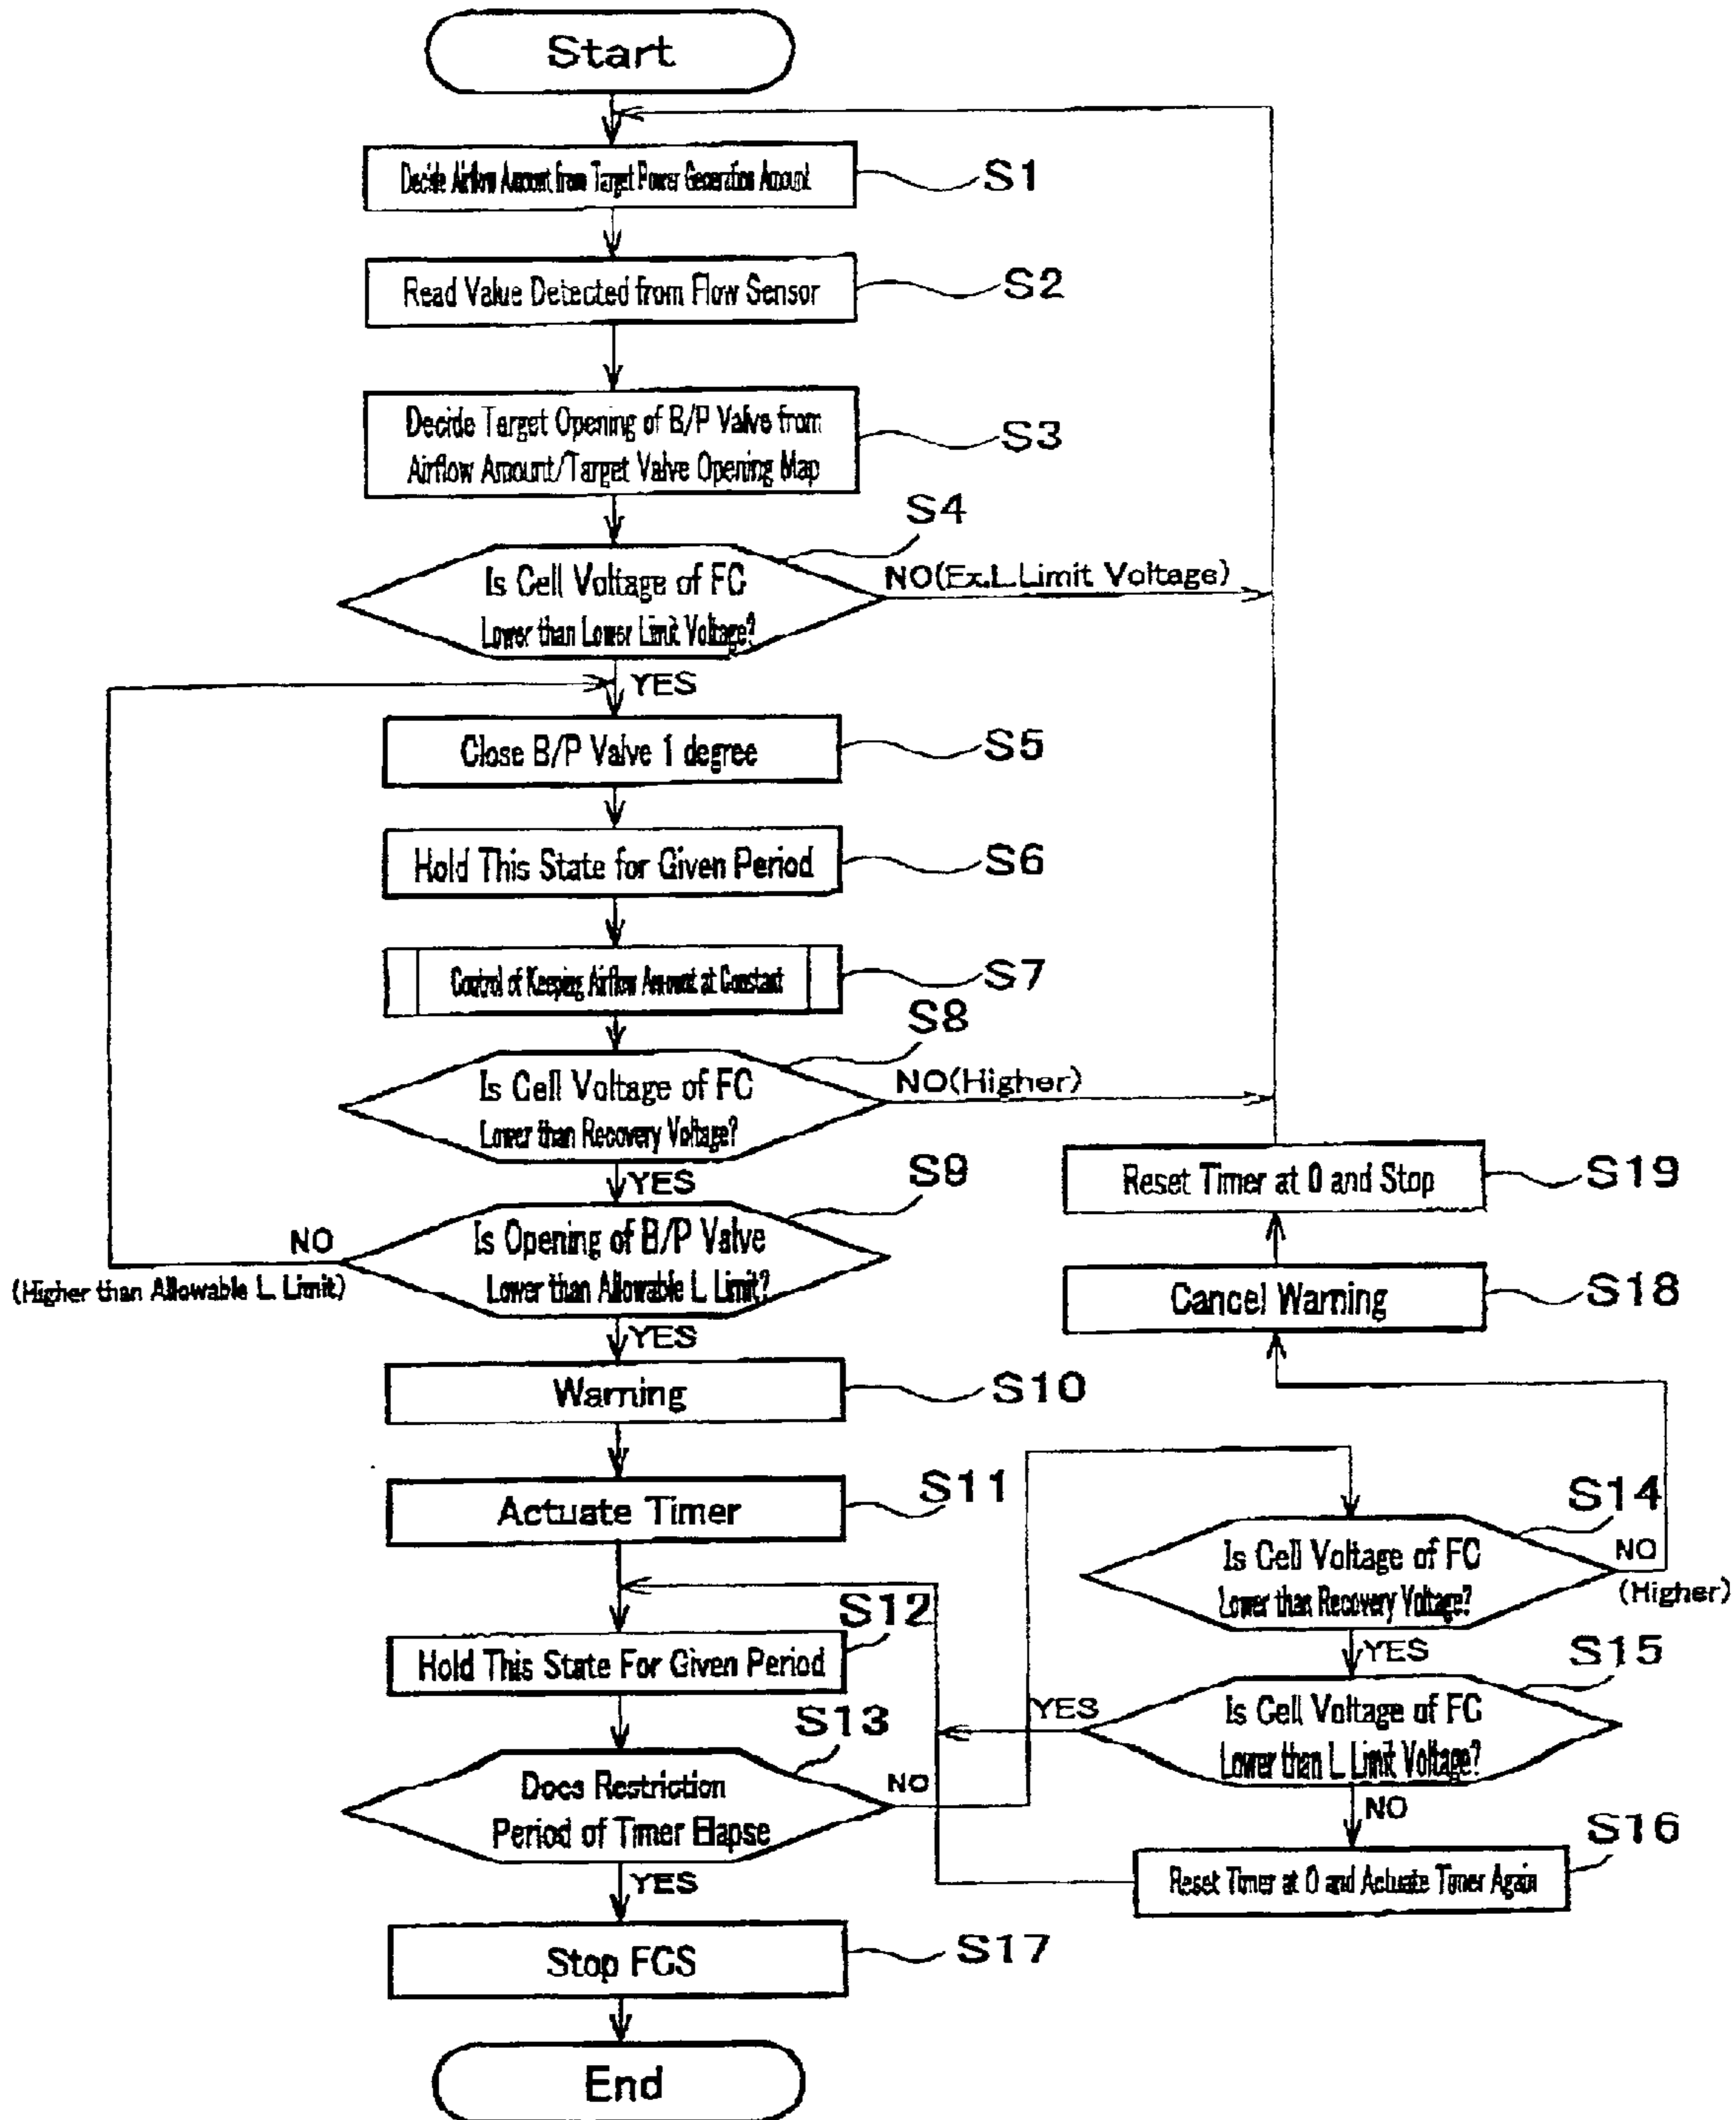 Start
Decide Airflow Amount from Target Power Generation Amount
S1
Read Value Detected from Flow Sensor
S2
Decide Target Opening of B/P Valve from
Airflow Amount/Target Valve Opening Map
S3
S4
Is Cell Voltage of FC
Lower than Lower Limit Voltage?
NO(Ex.L.Limit Voltage)
YES
Close B/P Valve 1 degree
S5
Hold This State for Given Period
S6
Control of Keeping Airflow Amount at Constant
S7
S8
Is Cell Voltage of FC
Lower than Recovery Voltage?
NO(Higher)
YES
S9
Is Opening of B/P Valve
Lower than Allowable L. Limit?
NO
(Higher than Allowable L. Limit)
YES
Warning
S10
Actuate Timer
S11
S12
Hold This State For Given Period
S13
Does Restriction
Period of Timer Elapse
NO
YES
Stop FCS
S17
End
S14
Is Cell Voltage of FC
Lower than Recovery Voltage?
NO
(Higher)
YES
S15
Is Cell Voltage of FC
Lower than L. Limit Voltage?
YES
NO
S16
Reset Timer at 0 and Actuate Timer Again
Cancel Warning
S18
Reset Timer at 0 and Stop
S19